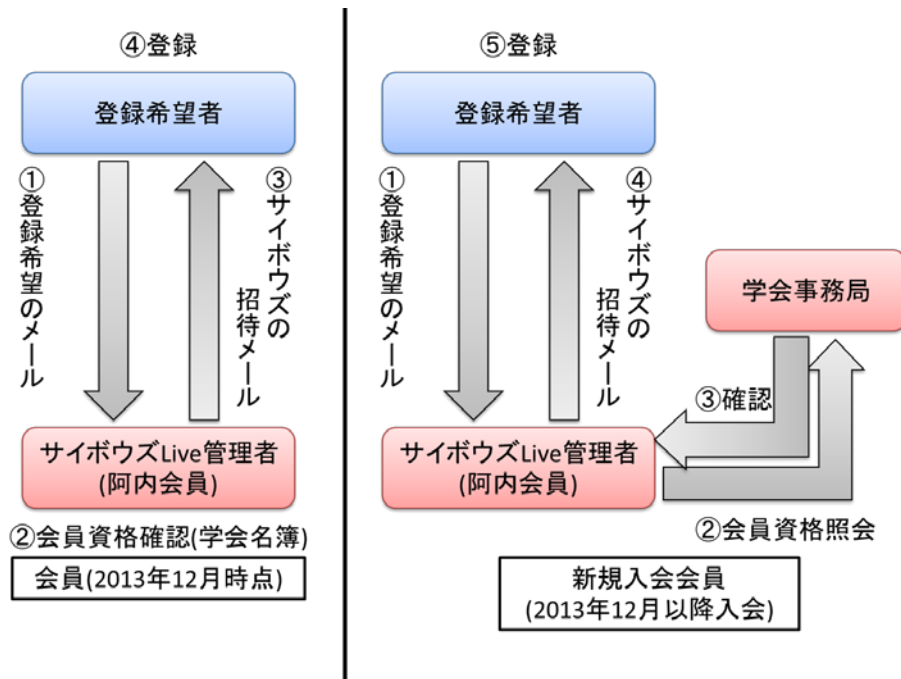 ④登録
登録希望者
①登録希望のメール
③サイボウズの
招待メール
サイボウズLive管理者
(阿内会員)
②会員資格確認(学会名簿)
会員(2013年12月時点)
⑤登録
登録希望者
①登録希望のメール
④サイボウズの
招待メール
学会事務局
③確認
サイボウズLive管理者
(阿内会員)
②会員資格照会
新規入会会員
(2013年12月以降入会)